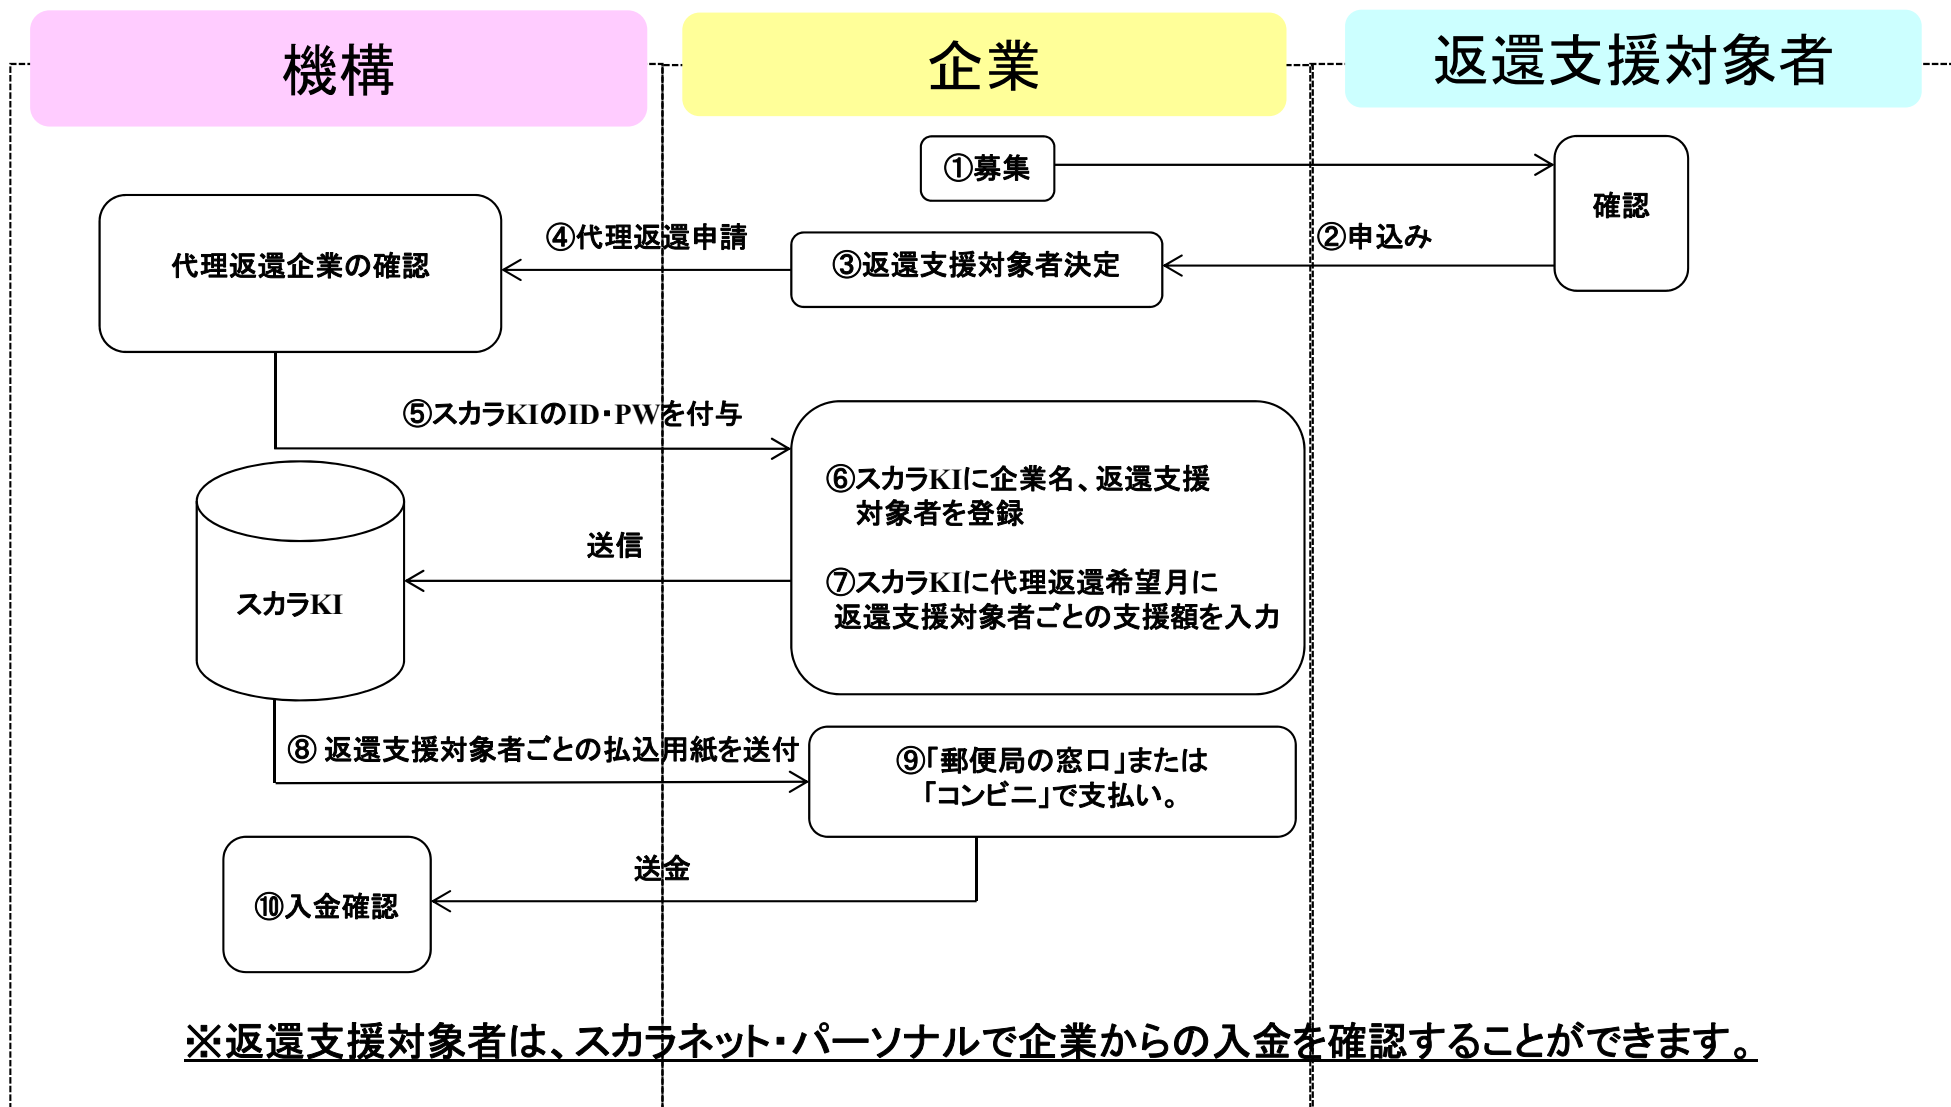 機構
企業
返還支援対象者
①募集
確認
②申込み
③返還支援対象者決定
④代理返還申請
代理返還企業の確認
⑤スカラKIのID・PWを付与
⑥スカラKIに企業名、返還支援
対象者を登録
⑦スカラKIに代理返還希望月に
返還支援対象者ごとの支援額を入力
送信
スカラKI
⑧ 返還支援対象者ごとの払込用紙を送付
⑨「郵便局の窓口」または
「コンビニ」で支払い。
送金
⑩入金確認
※返還支援対象者は、スカラネット・パーソナルで企業からの入金を確認することができます。